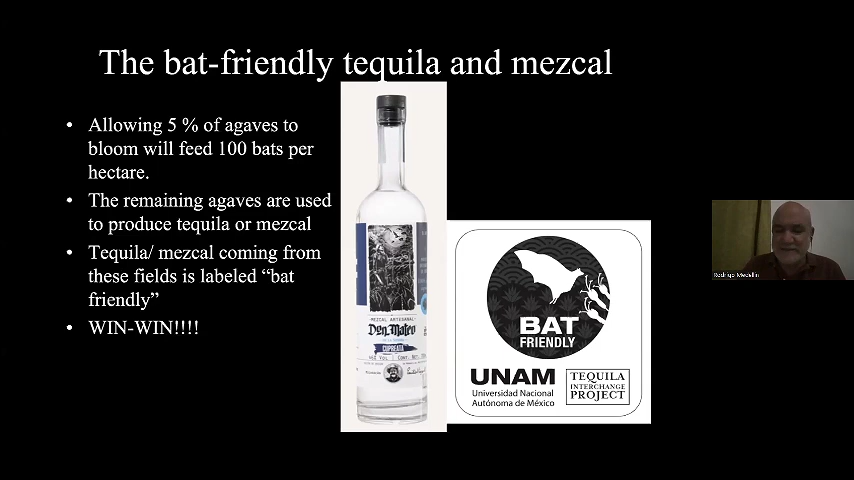 The bat-friendly tequila and mezcal
• Allowing 5 % of agaves to
bloom will feed 100 bats per
hectare.
• The remaining agaves are used
to produce tequila or mezcal
• Tequila/ mezcal coming from
these fields is labeled “bat
friendly”
• WIN-WIN!!!!
MEZCAL ARTESANAL
Don Mateo
CUPREATA
BAT
FRIENDLY
UNAM
Universidad Nacional
Autónoma de México
TEQUILA
INTERCHANGE
PROJECT
Rodrigo Medellín